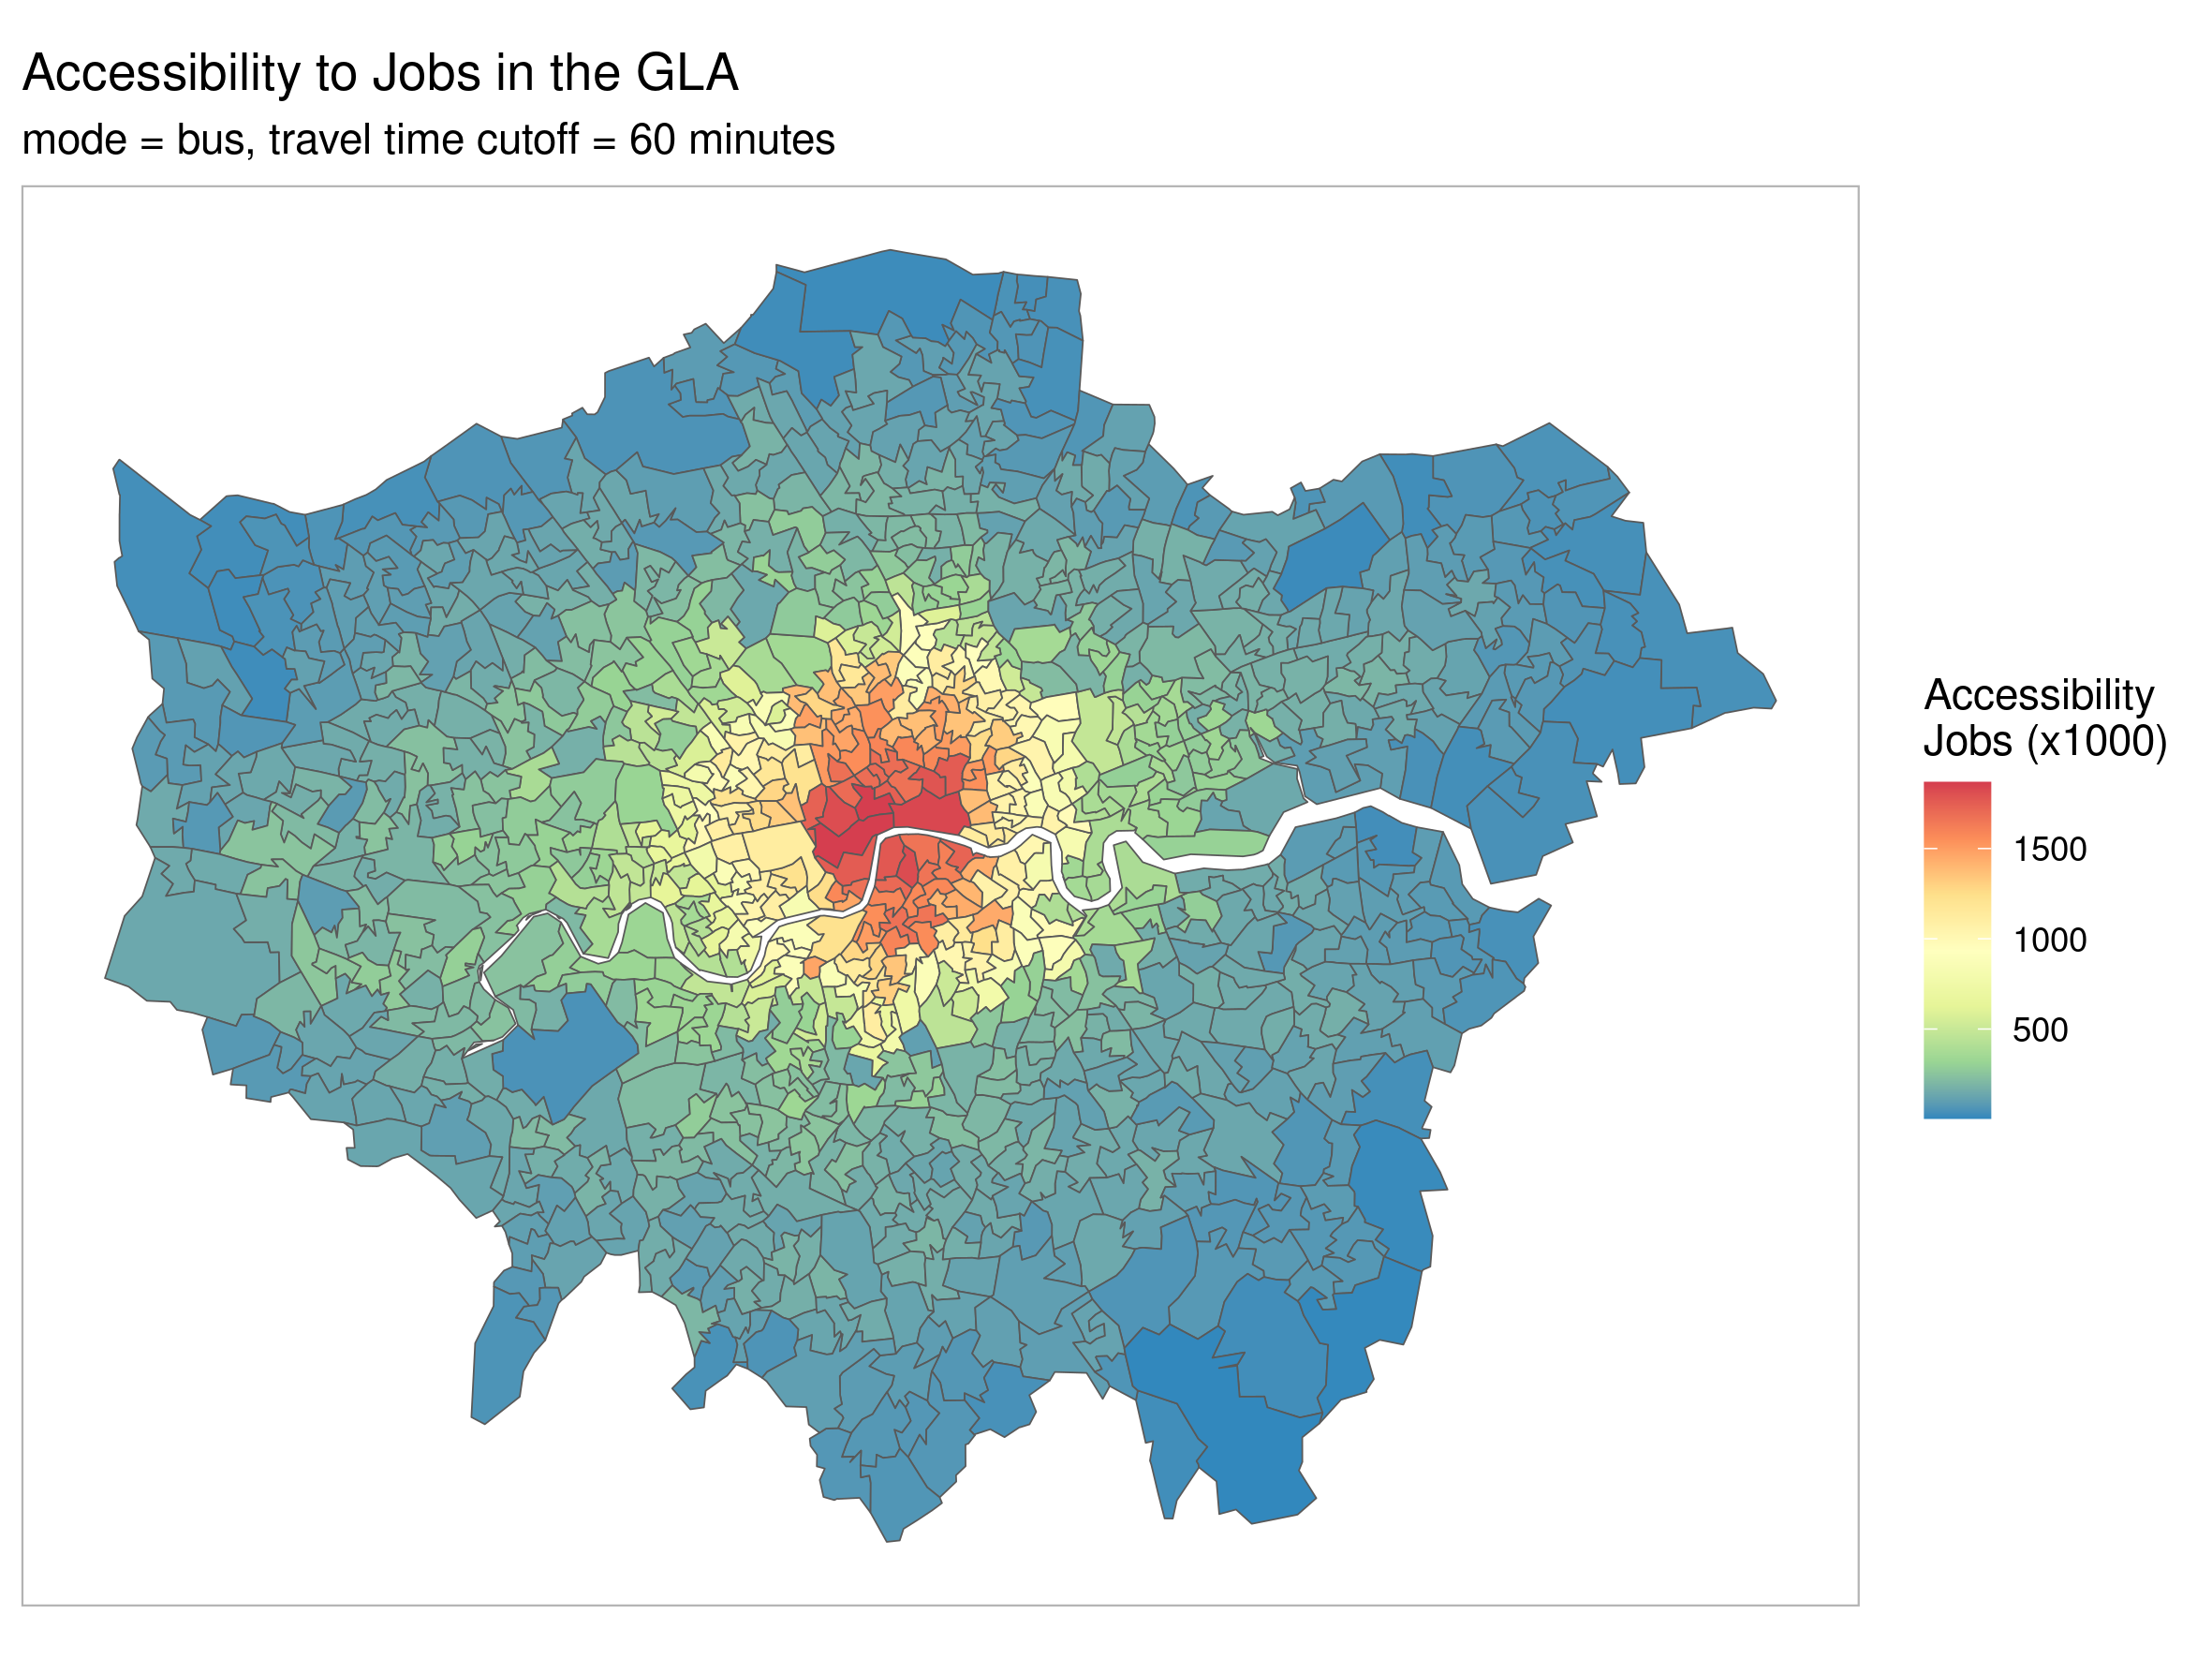 Accessibility to Jobs in the GLA
mode = bus, travel time cutoff = 60 minutes
Accessibility
Jobs (x1000)
1500
1000
500